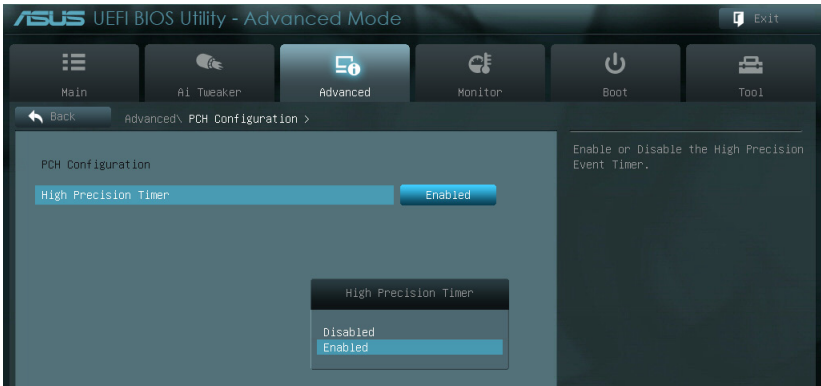 ASUS UEFI BIOS Utility - Advanced Mode
Exit
Main
Ai Tweaker
Advanced
Monitor
Boot
Tool
Back
Advanced\ PCH Configuration >
PCH Configuration
High Precision Timer
Enabled
High Precision Timer
Disabled
Enabled
Enable or Disable the High Precision
Event Timer.